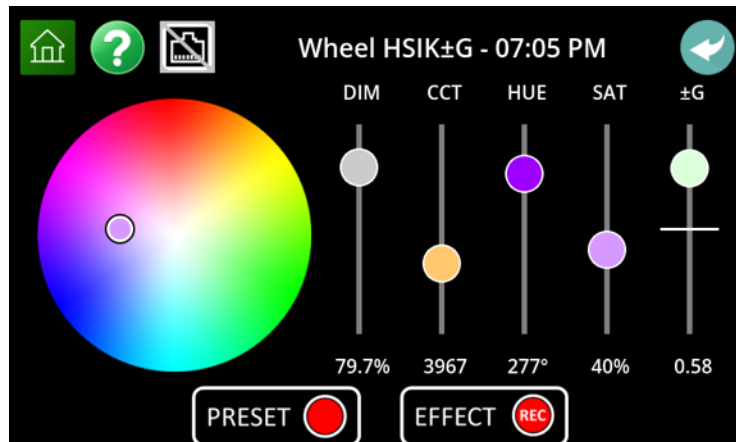 ?
Wheel HSIK±G - 07:05 PM
DIM CCT HUE SAT ±G
79.7% 3967 277° 40% 0.58
PRESET EFFECT REC